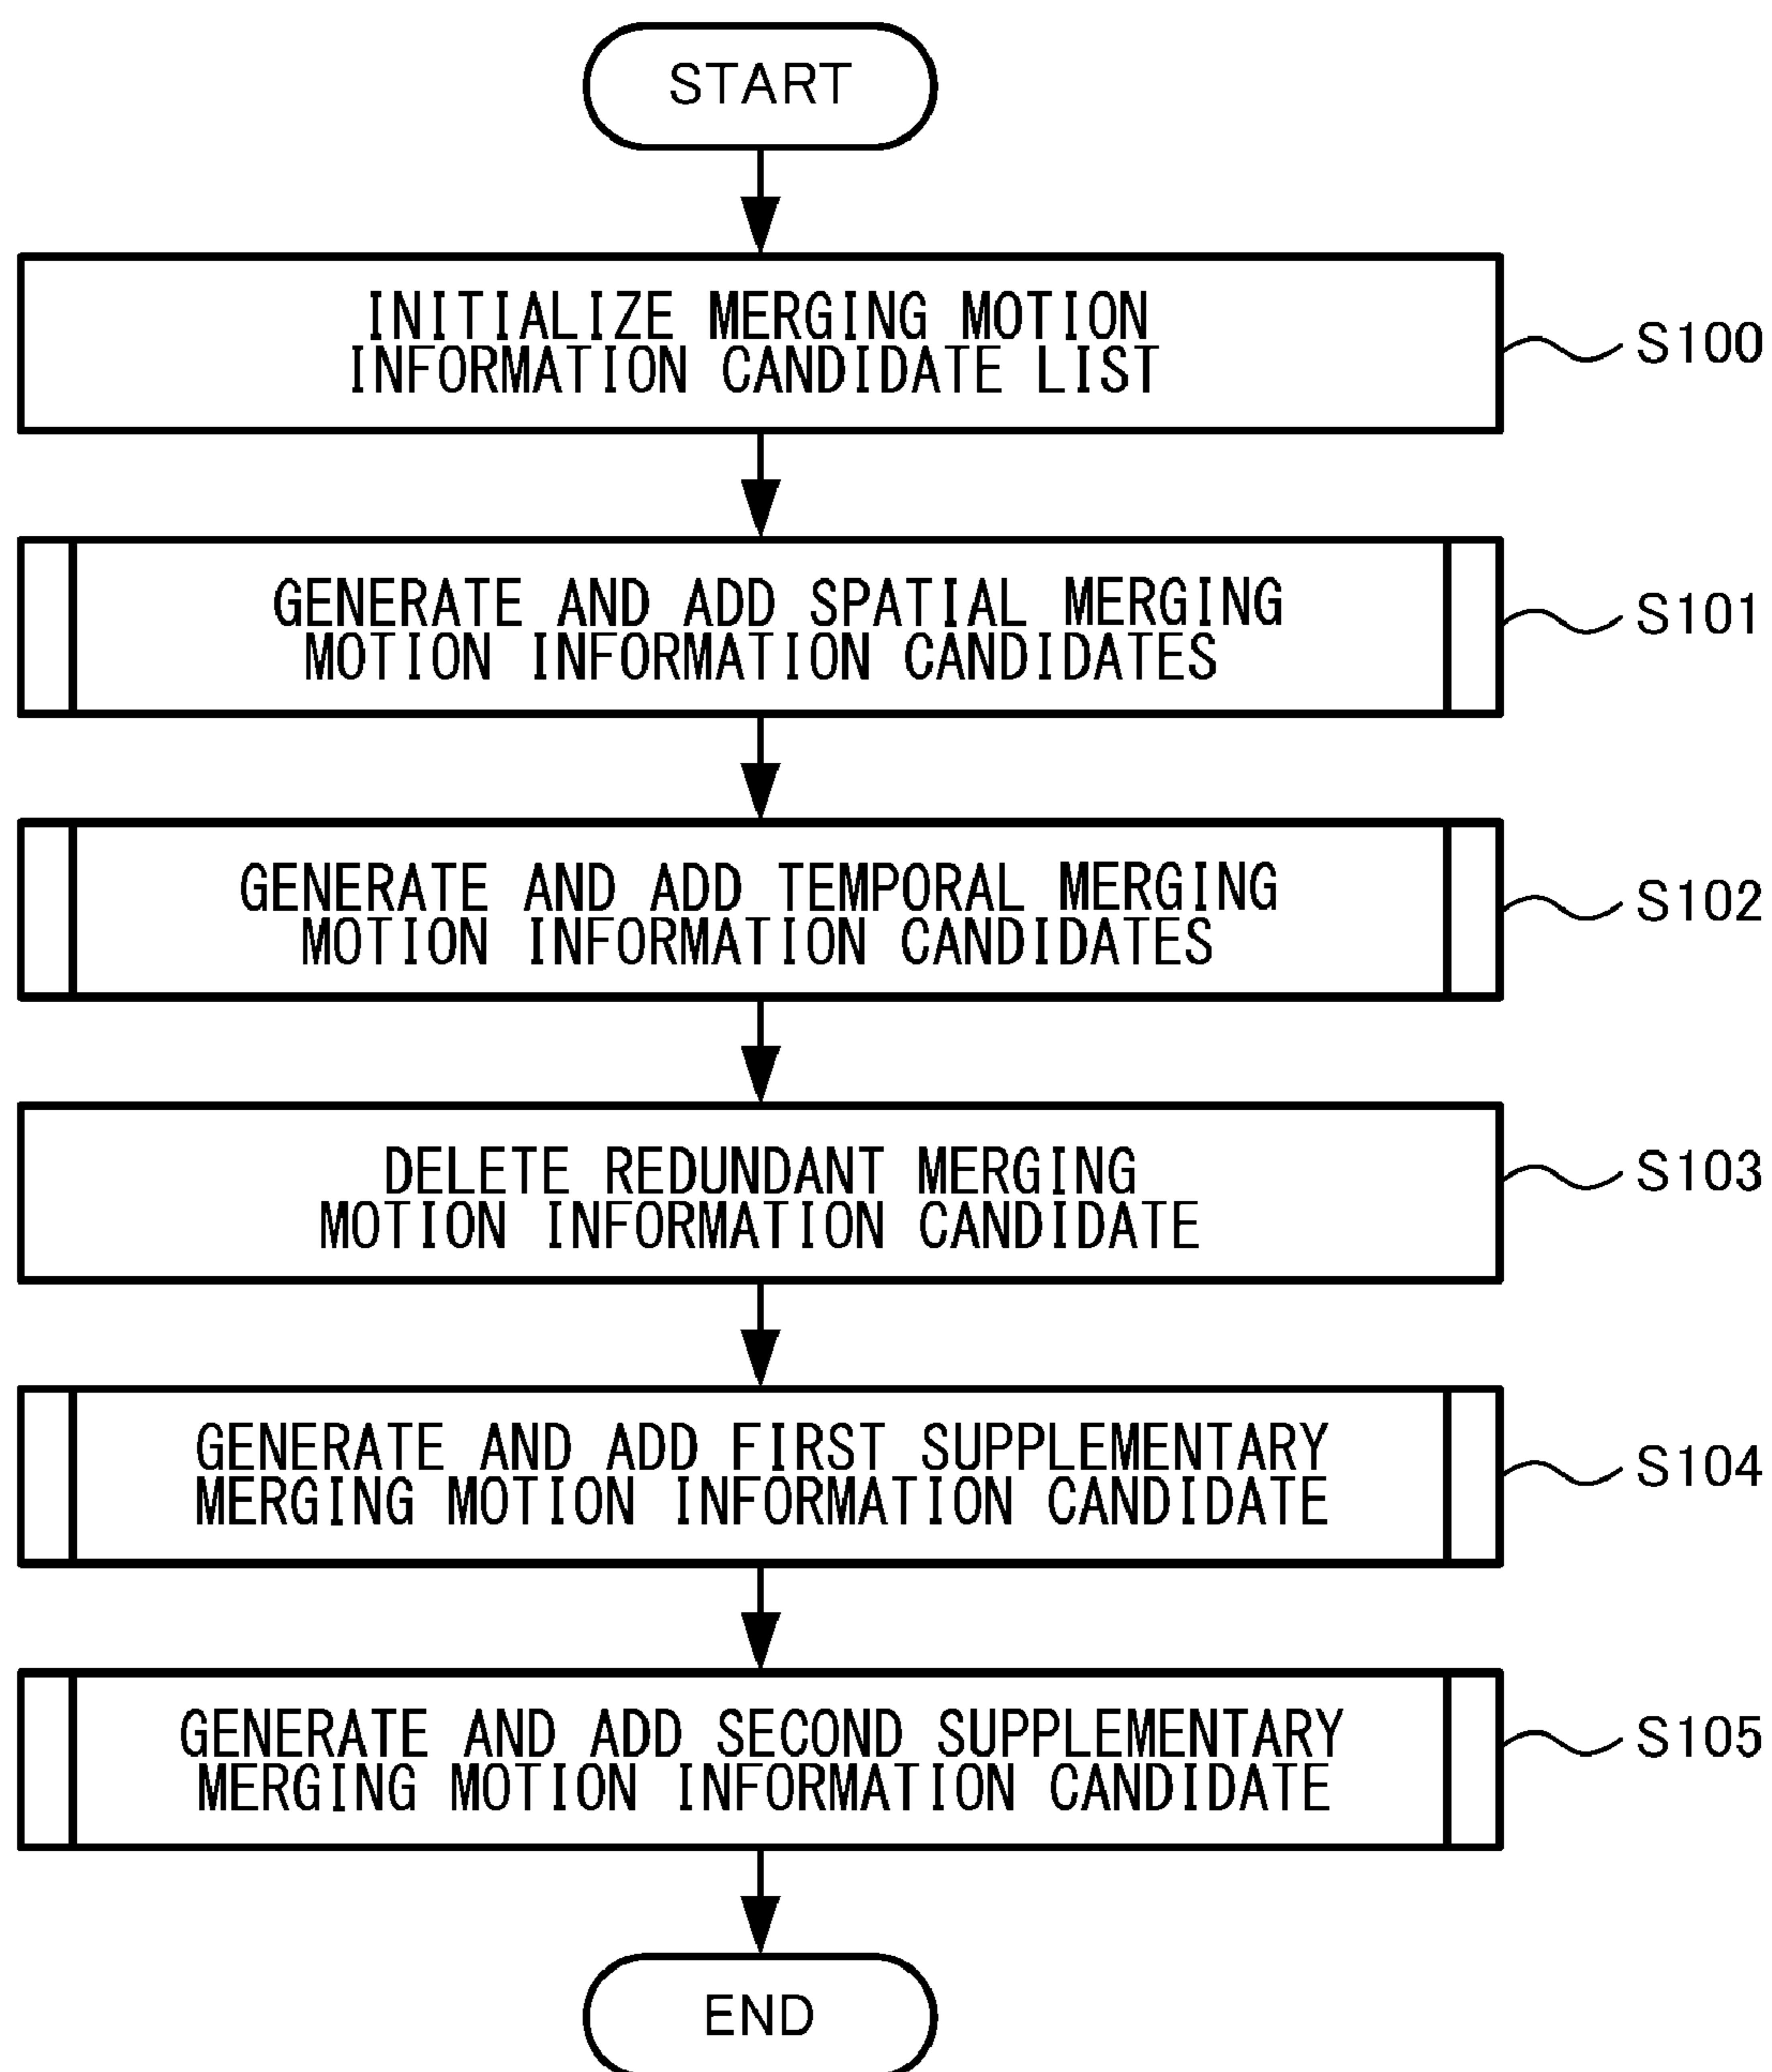 START
INITIALIZE MERGING MOTION
INFORMATION CANDIDATE LIST
S100
GENERATE AND ADD SPATIAL MERGING
MOTION INFORMATION CANDIDATES
S101
GENERATE AND ADD TEMPORAL MERGING
MOTION INFORMATION CANDIDATES
S102
DELETE REDUNDANT MERGING
MOTION INFORMATION CANDIDATE
S103
GENERATE AND ADD FIRST SUPPLEMENTARY
MERGING MOTION INFORMATION CANDIDATE
S104
GENERATE AND ADD SECOND SUPPLEMENTARY
MERGING MOTION INFORMATION CANDIDATE
S105
END